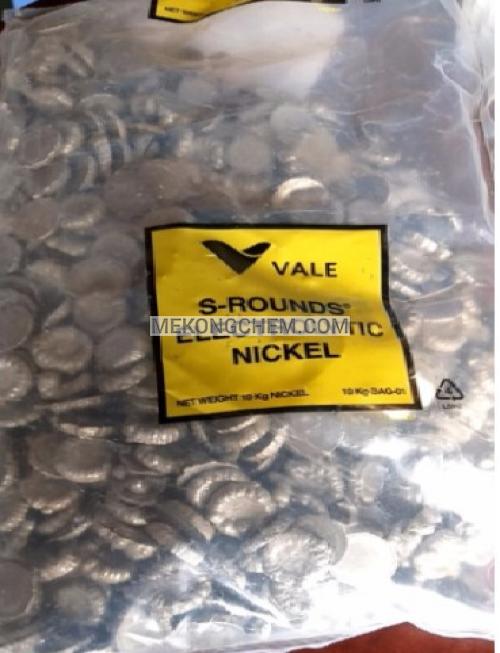 VALE
S-ROUNDS®
MEKONGCHEM.COM
NICKEL
NET WEIGHT 10 Kg NICKEL
10 Kg BAG-01